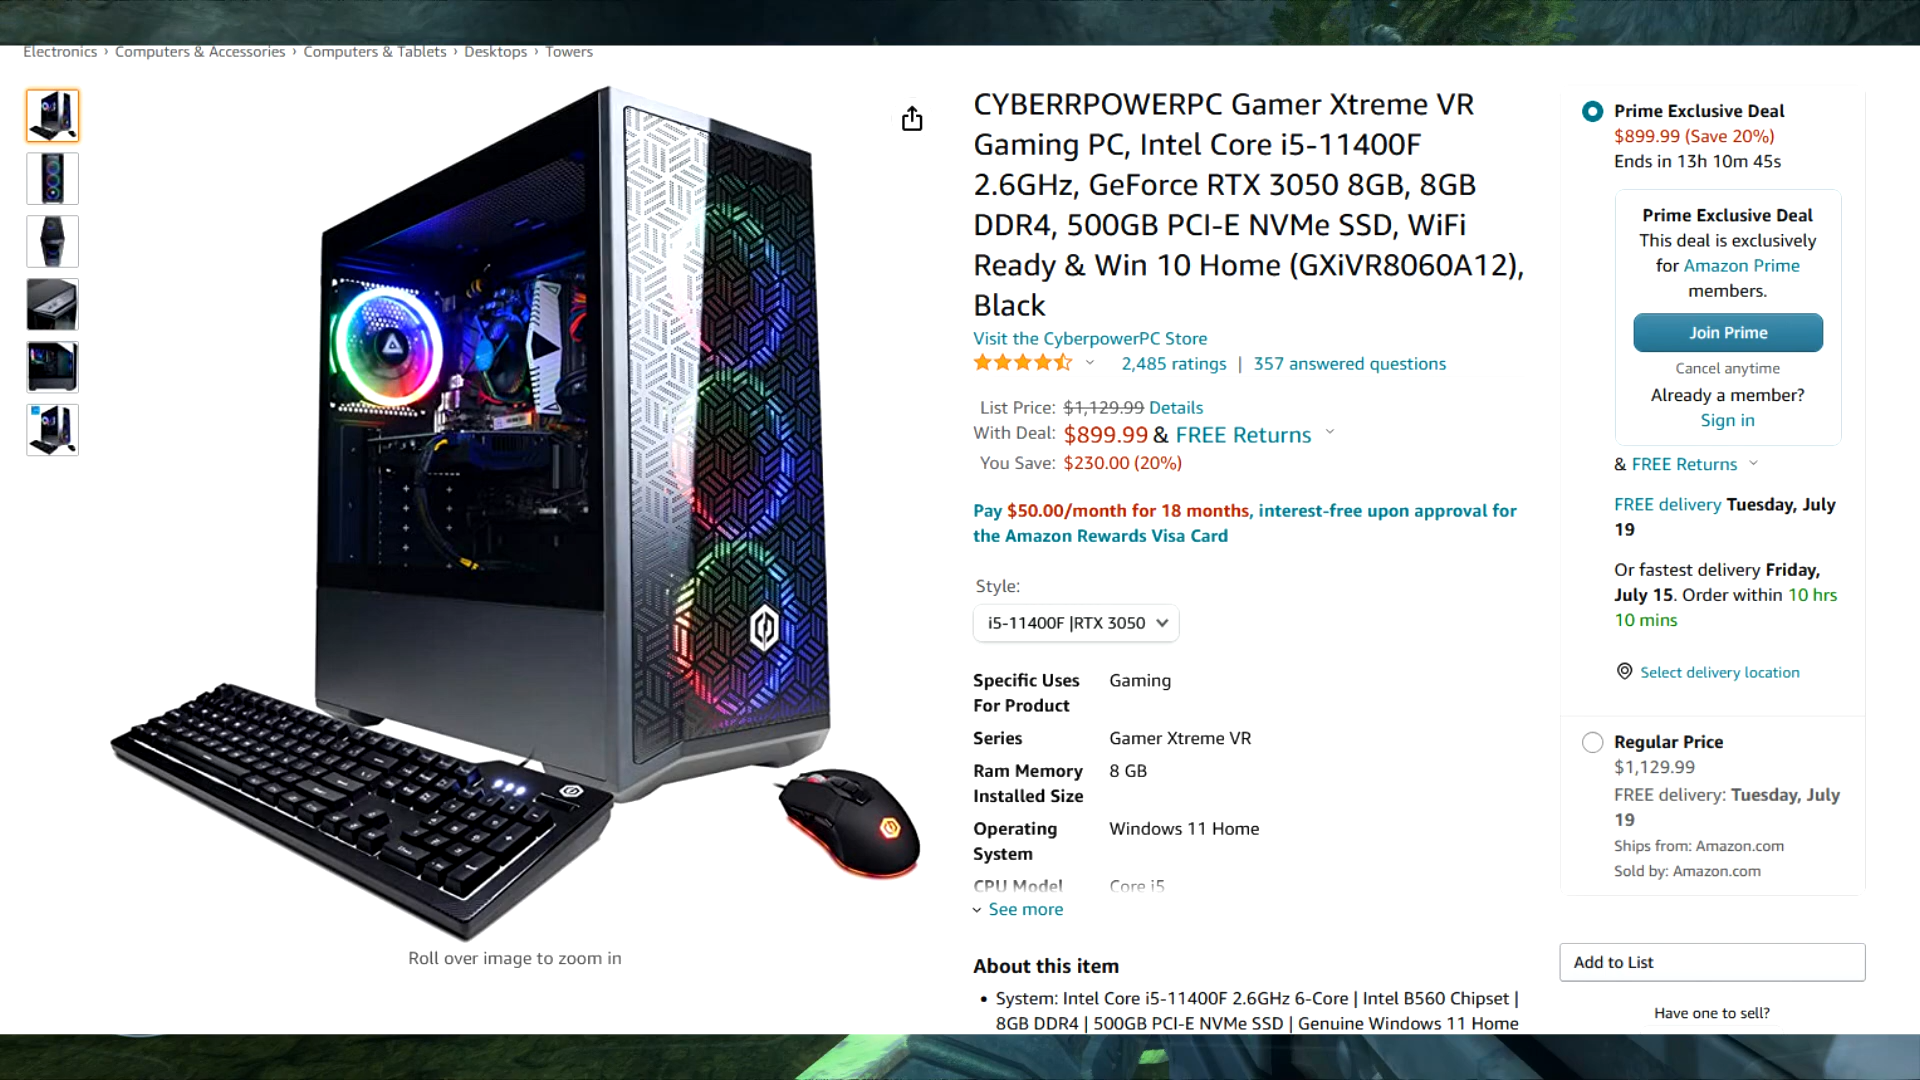 Electronics › Computers & Accessories › Computers & Tablets › Desktops › Towers
CYBERRPOWERPC Gamer Xtreme VR
Gaming PC, Intel Core i5-11400F
2.6GHz, GeForce RTX 3050 8GB, 8GB
DDR4, 500GB PCI-E NVMe SSD, WiFi
Ready & Win 10 Home (GXiVR8060A12),
Black
Visit the CyberpowerPC Store
2,485 ratings | 357 answered questions
List Price: $1,129.99 Details
With Deal: $899.99 & FREE Returns
You Save: $230.00 (20%)
Pay $50.00/month for 18 months, interest-free upon approval for
the Amazon Rewards Visa Card
Style:
i5-11400F |RTX 3050
Specific Uses Gaming
For Product
Series Gamer Xtreme VR
Ram Memory 8 GB
Installed Size
Operating Windows 11 Home
System
CPU Model Core i5
See more
About this item
• System: Intel Core i5-11400F 2.6GHz 6-Core | Intel B560 Chipset |
8GB DDR4 | 500GB PCI-E NVMe SSD | Genuine Windows 11 Home
Roll over image to zoom in
Prime Exclusive Deal
$899.99 (Save 20%)
Ends in 13h 10m 45s
Prime Exclusive Deal
This deal is exclusively
for Amazon Prime
members.
Join Prime
Cancel anytime
Already a member?
Sign in
& FREE Returns
FREE delivery Tuesday, July
19
Or fastest delivery Friday,
July 15. Order within 10 hrs
10 mins
Select delivery location
Regular Price
$1,129.99
FREE delivery: Tuesday, July
19
Ships from: Amazon.com
Sold by: Amazon.com
Add to List
Have one to sell?